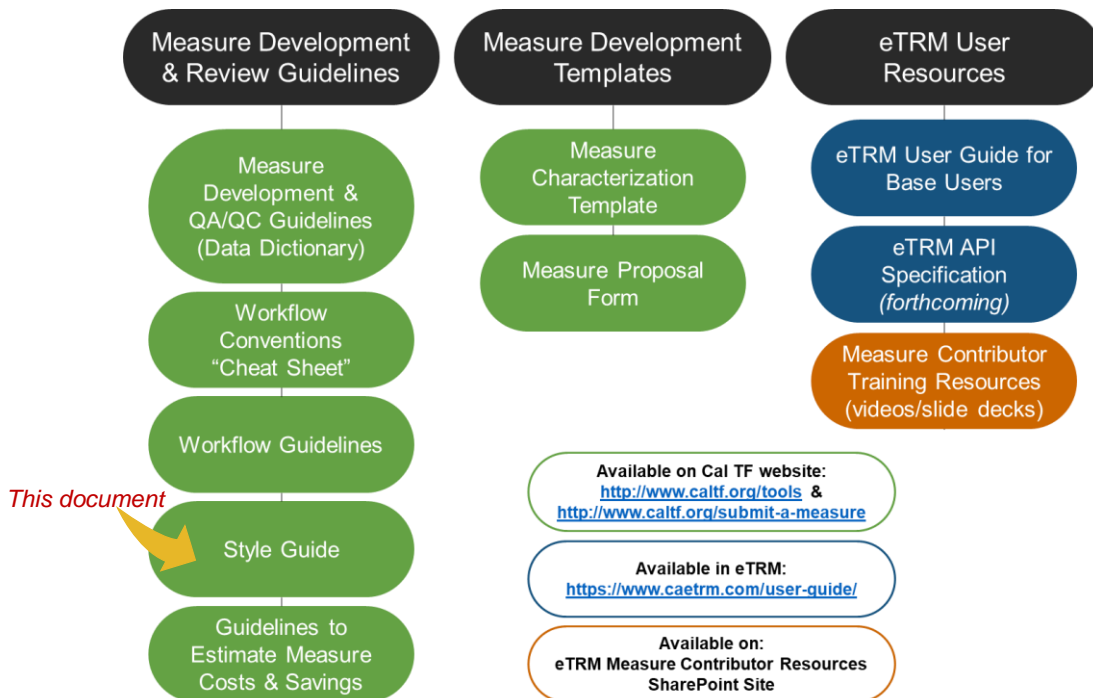 Measure Development
& Review Guidelines
Measure
Development &
QA/QC Guidelines
(Data Dictionary)
Workflow
Conventions
“Cheat Sheet”
Workflow Guidelines
This document
Style Guide
Guidelines to
Estimate Measure
Costs & Savings
Measure Development
Templates
Measure
Characterization
Template
Measure Proposal
Form
eTRM User
Resources
eTRM User Guide for
Base Users
eTRM API
Specification
(forthcoming)
Measure Contributor
Training Resources
(videos/slide decks)
Available on Cal TF website:
http://www.caltf.org/tools &
http://www.caltf.org/submit-a-measure
Available in eTRM:
https://www.caetrm.com/user-guide/
Available on:
eTRM Measure Contributor Resources
SharePoint Site